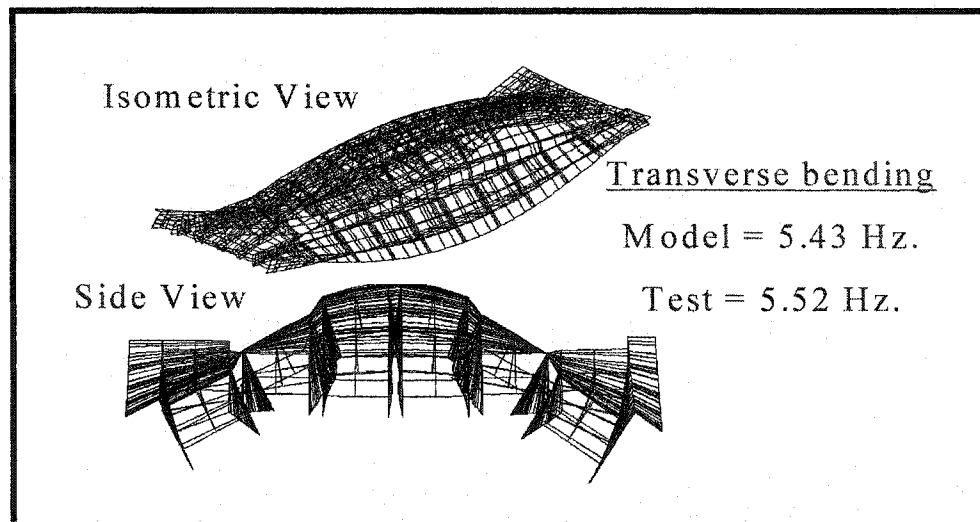 Isometric View
Transverse bending
Model = 5.43 Hz.
Side View
Test = 5.52 Hz.